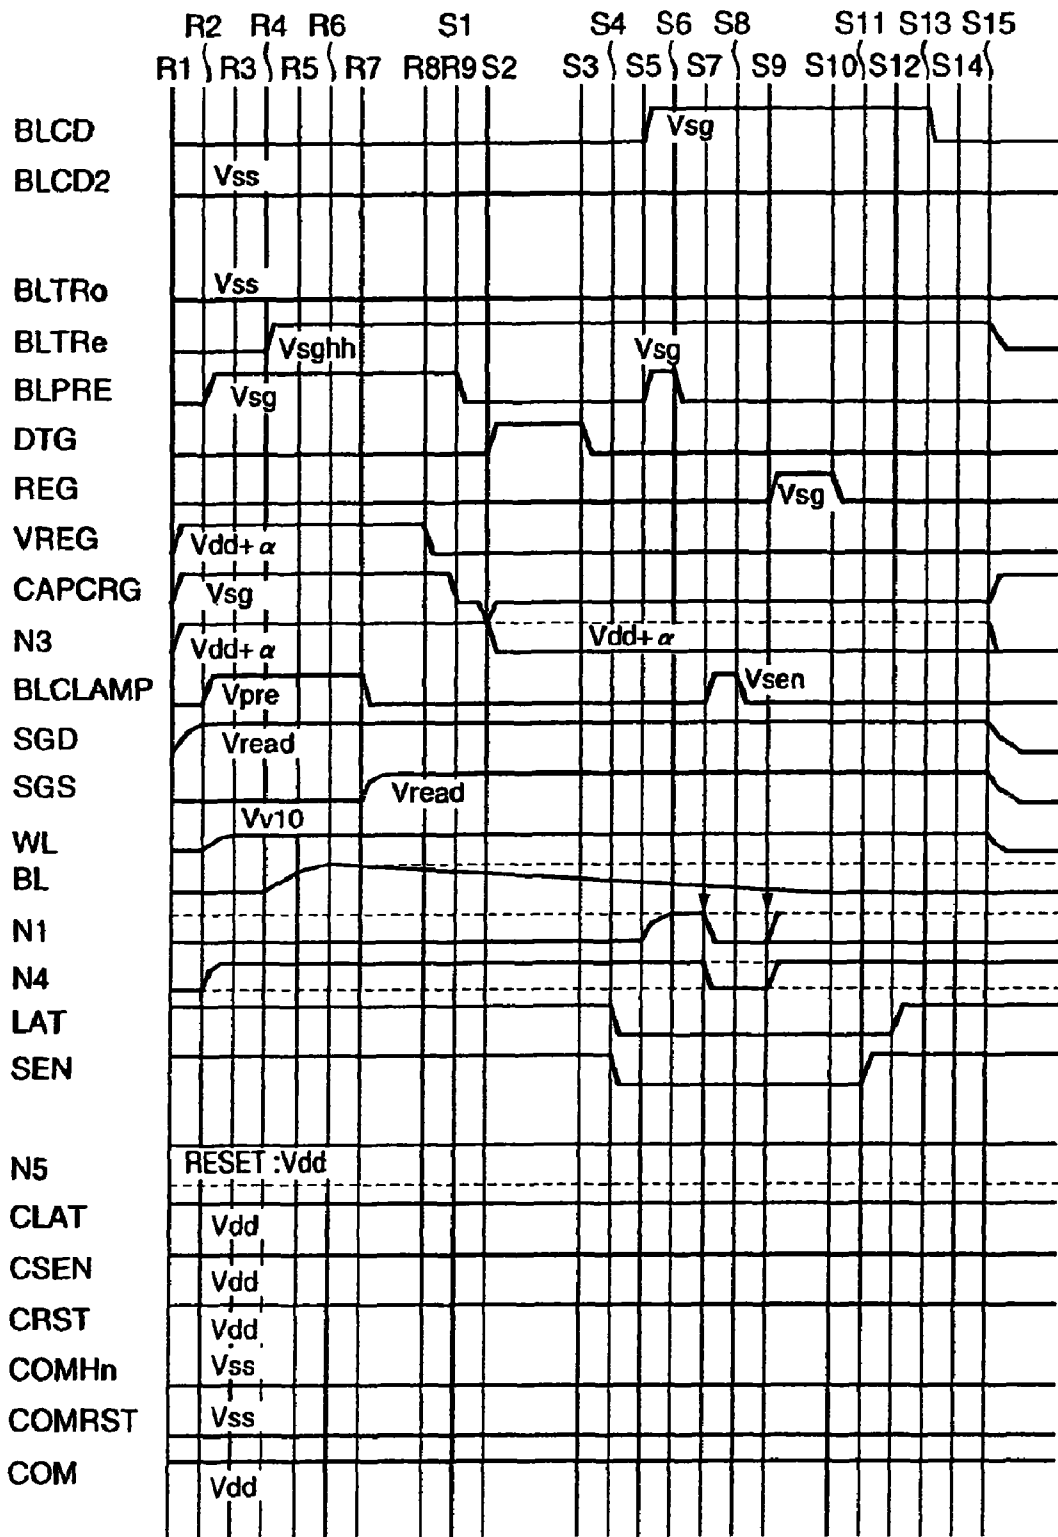 R2 R4 R6 S1 S4 S6 S8 S11 S13 S15
R1 R3 R5 R7 R8 R9 S2 S3 S5 S7 S9 S10 S12 S14
BLCD Vsg
BLCD2 Vss
BLTRo Vss
BLTRe Vsghh Vsg
BLPRE Vsg
DTG
REG Vsg
VREG Vdd+α
CAPCRG Vsg
N3 Vdd+α Vdd+α
BLCLAMP Vpre Vsen
SGD Vread
SGS Vread
Vv10
WL
BL
N1
N4
LAT
SEN
N5 RESET :Vdd
CLAT Vdd
CSEN Vdd
CRST Vdd
COMHn Vss
COMRST Vss
COM Vdd